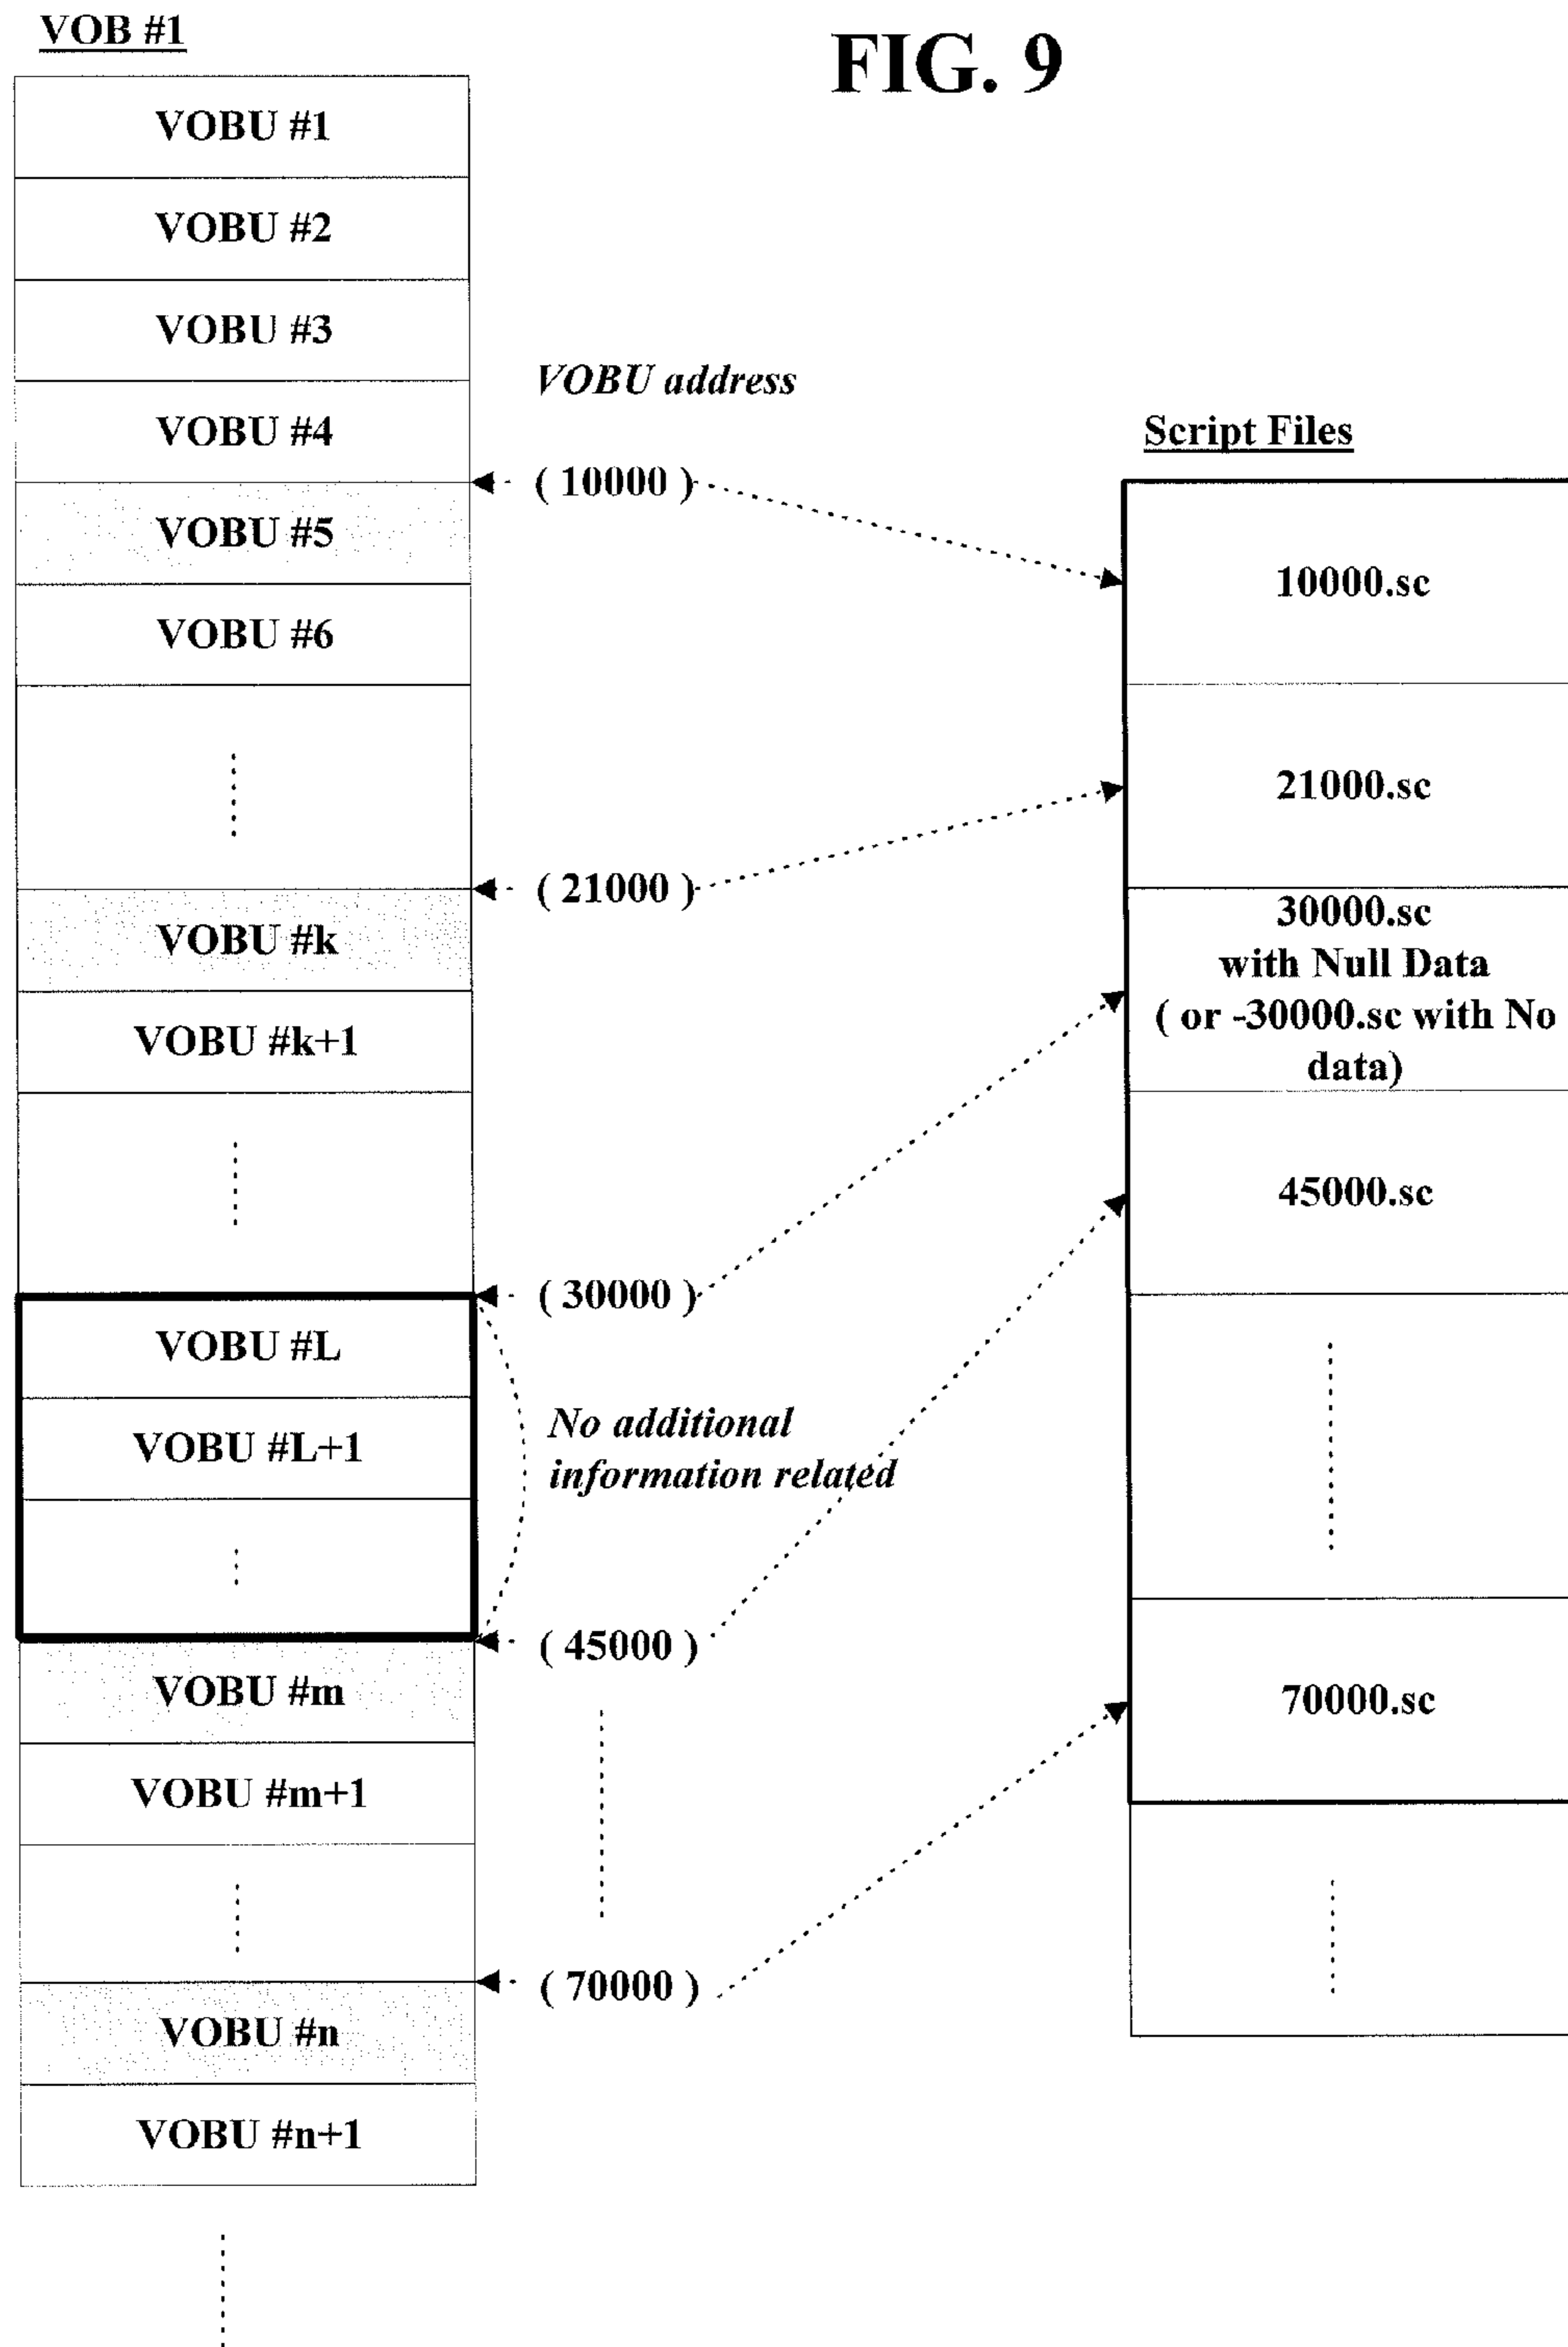 VOB #1
FIG. 9
VOBU #1
VOBU #2
VOBU #3
VOBU #4
VOBU #5
VOBU #6
VOBU #k
VOBU #k+1
VOBU #L
VOBU #L+1
VOBU #m
VOBU #m+1
VOBU #n
VOBU #n+1
VOBU address
( 10000 )
( 21000 )
( 30000 )
No additional
information related
( 45000 )
( 70000 )
Script Files
10000.sc
21000.sc
30000.sc
with Null Data
( or -30000.sc with No
data)
45000.sc
70000.sc